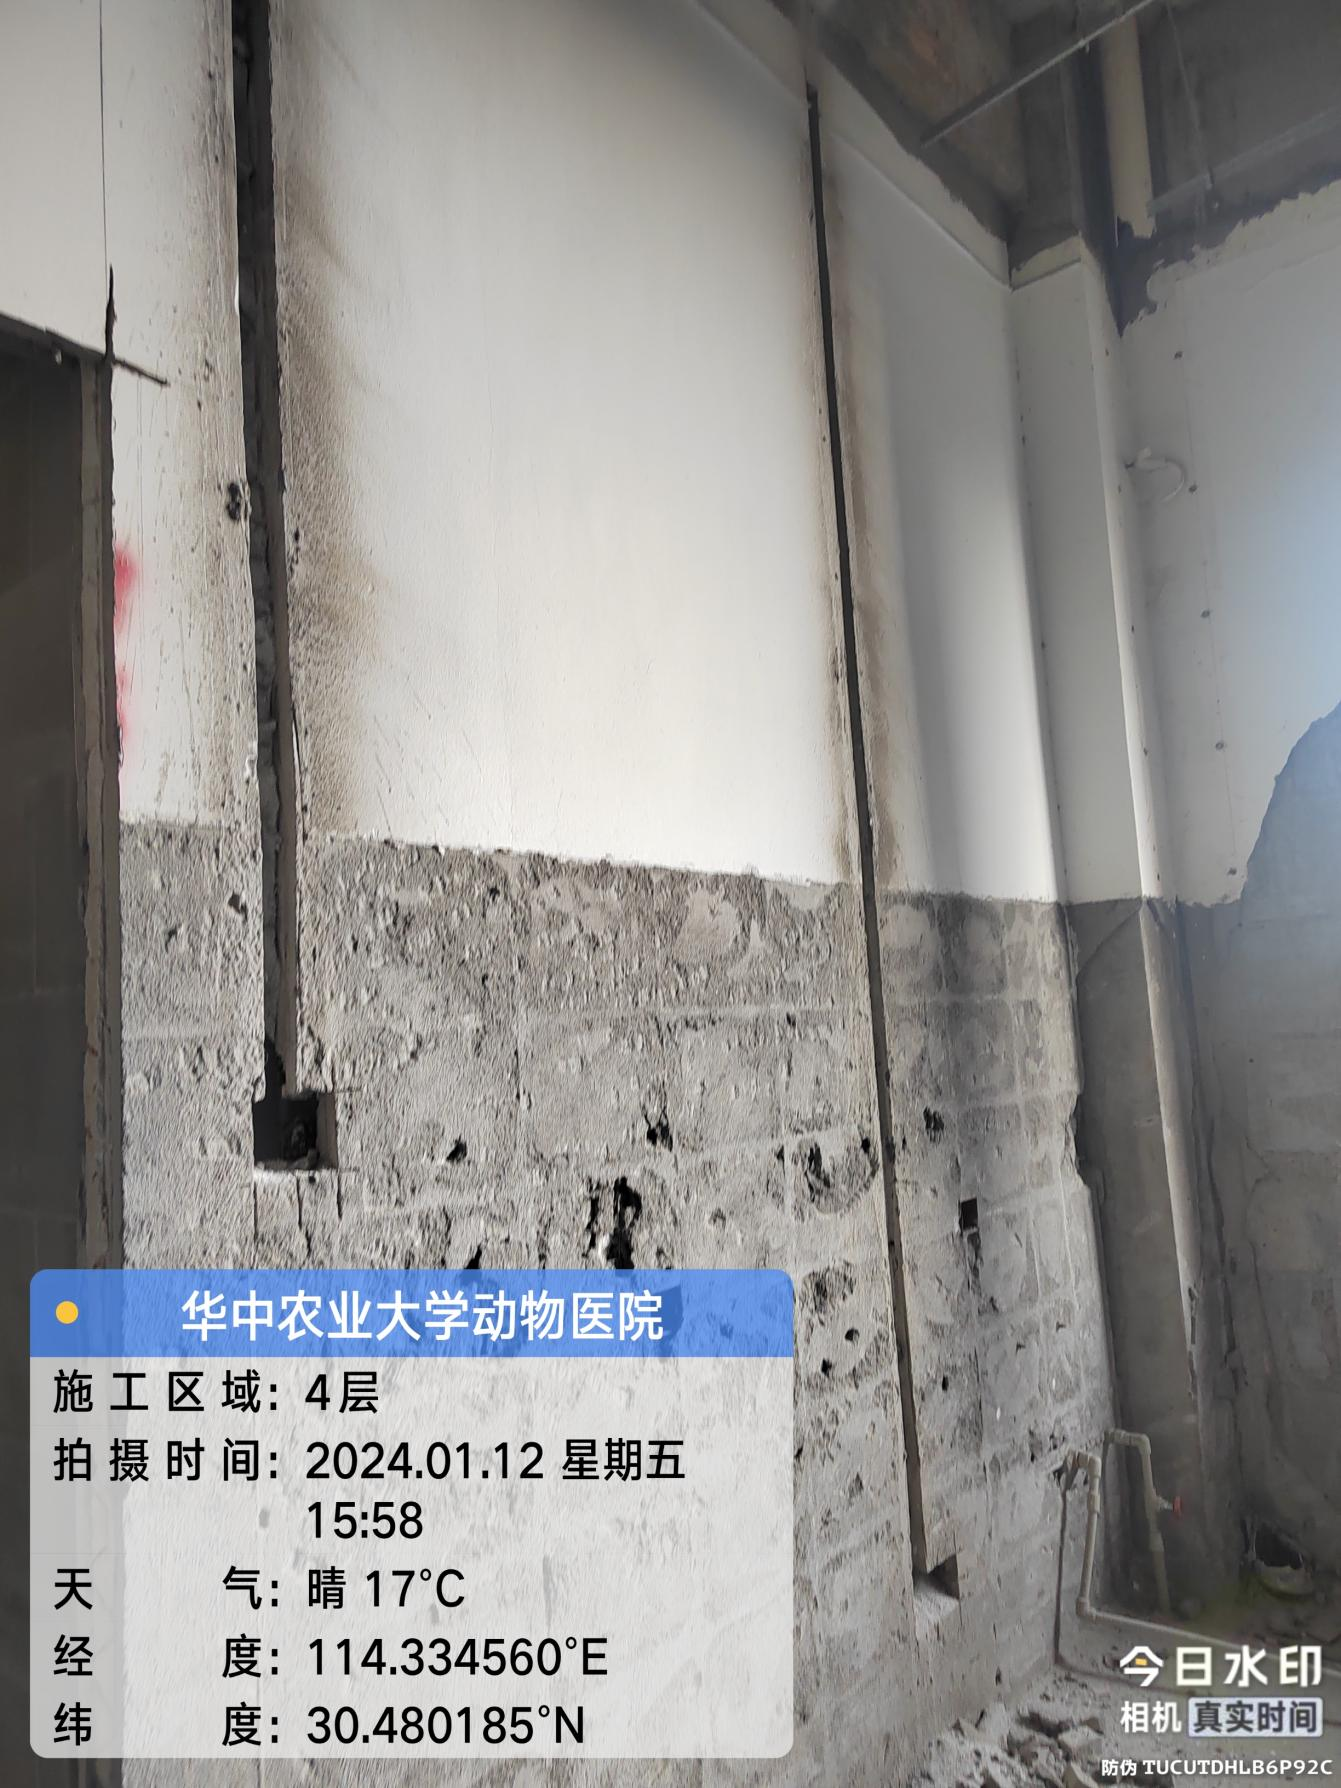 华中农业大学动物医院
施工区域：4层
拍摄时间：2024.01.12 星期五
15:58
天气：晴 17°C
经度：114.334560°E
纬度：30.480185°N
今日水印
相机 真实时间
防伪 TUCUTDHLB6P92C